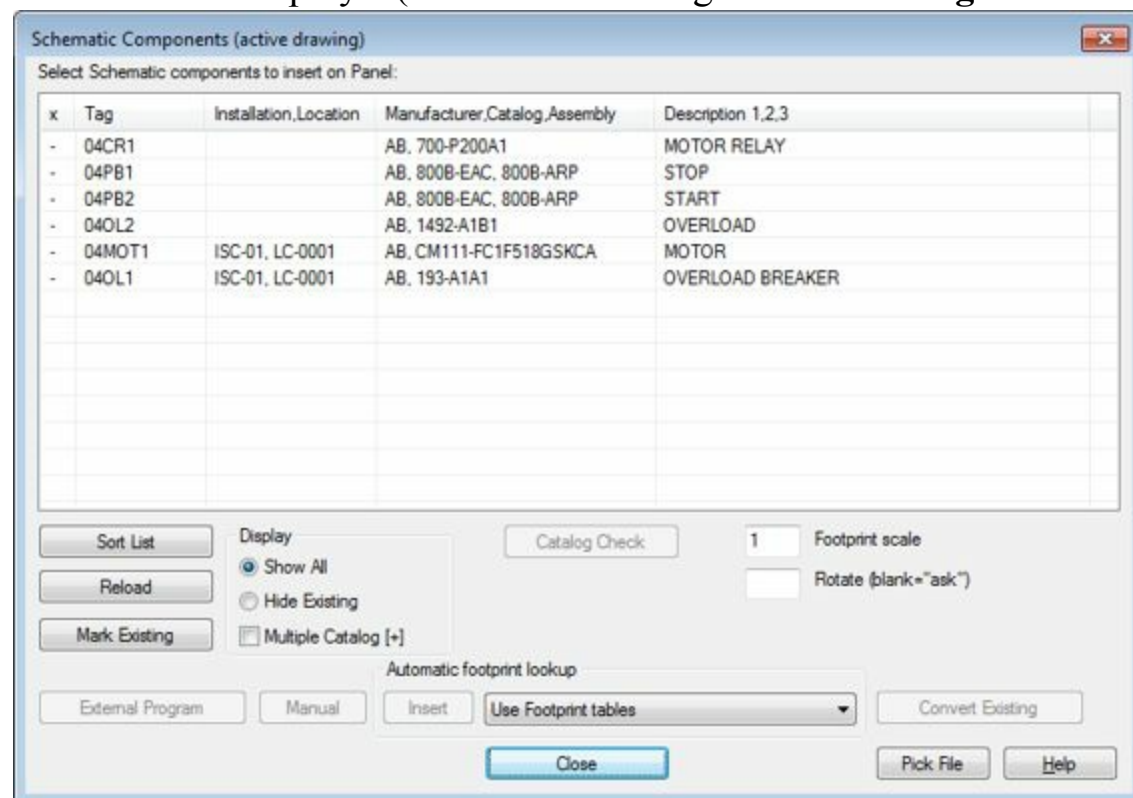 Schematic Components (active drawing)
Select Schematic components to insert on Panel:
x Tag Installation,Location Manufacturer,Catalog,Assembly Description 1,2,3
- 04CR1 AB, 700-P200A1 MOTOR RELAY
- 04PB1 AB, 800B-EAC, 800B-ARP STOP
- 04PB2 AB, 800B-EAC, 800B-ARP START
- 04OL2 AB, 1492-A1B1 OVERLOAD
- 04MOT1 ISC-01, LC-0001 AB, CM111-FC1F518GSKCA MOTOR
- 04OL1 ISC-01, LC-0001 AB, 193-A1A1 OVERLOAD BREAKER
Sort List Display Catalog Check 1 Footprint scale
Show All
Reload Rotate (blank="ask")
Hide Existing
Mark Existing Multiple Catalog [+]
Automatic footprint lookup
External Program Manual Insert Use Footprint tables Convert Existing
Close Pick File Help